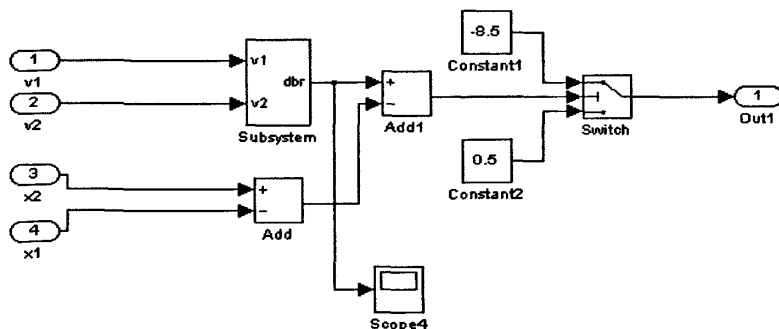 1
v1
2
v2
3
x2
4
x1
v1
v2
dbr
Subsystem
+
−
Add
+
−
Add1
-8.5
Constant1
0.5
Constant2
Switch
1
Out1
Scope4